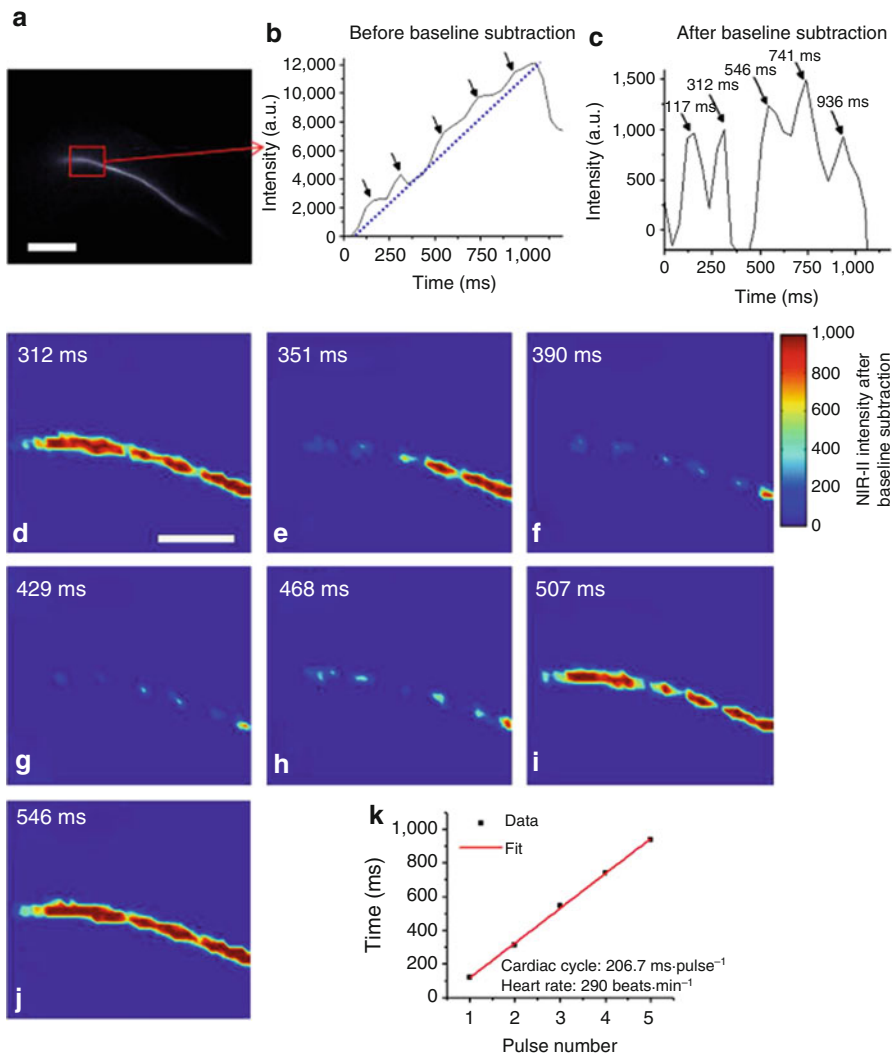 a
b
Before baseline subtraction
12,000
10,000
8,000
6,000
4,000
2,000
0
Intensity (a.u.)
0 250 500 750 1,000
Time (ms)
c
After baseline subtraction
741 ms
546 ms
312 ms
117 ms
936 ms
1,500
1,000
500
0
Intensity (a.u.)
0 250 500 750 1,000
Time (ms)
312 ms
d
351 ms
e
390 ms
f
1,000
800
600
400
200
0
NIR-II intensity after
baseline subtraction
429 ms
g
468 ms
h
507 ms
i
546 ms
j
k
1,000
800
600
400
200
0
Time (ms)
Data
Fit
Cardiac cycle: 206.7 ms·pulse⁻¹
Heart rate: 290 beats·min⁻¹
1 2 3 4 5
Pulse number